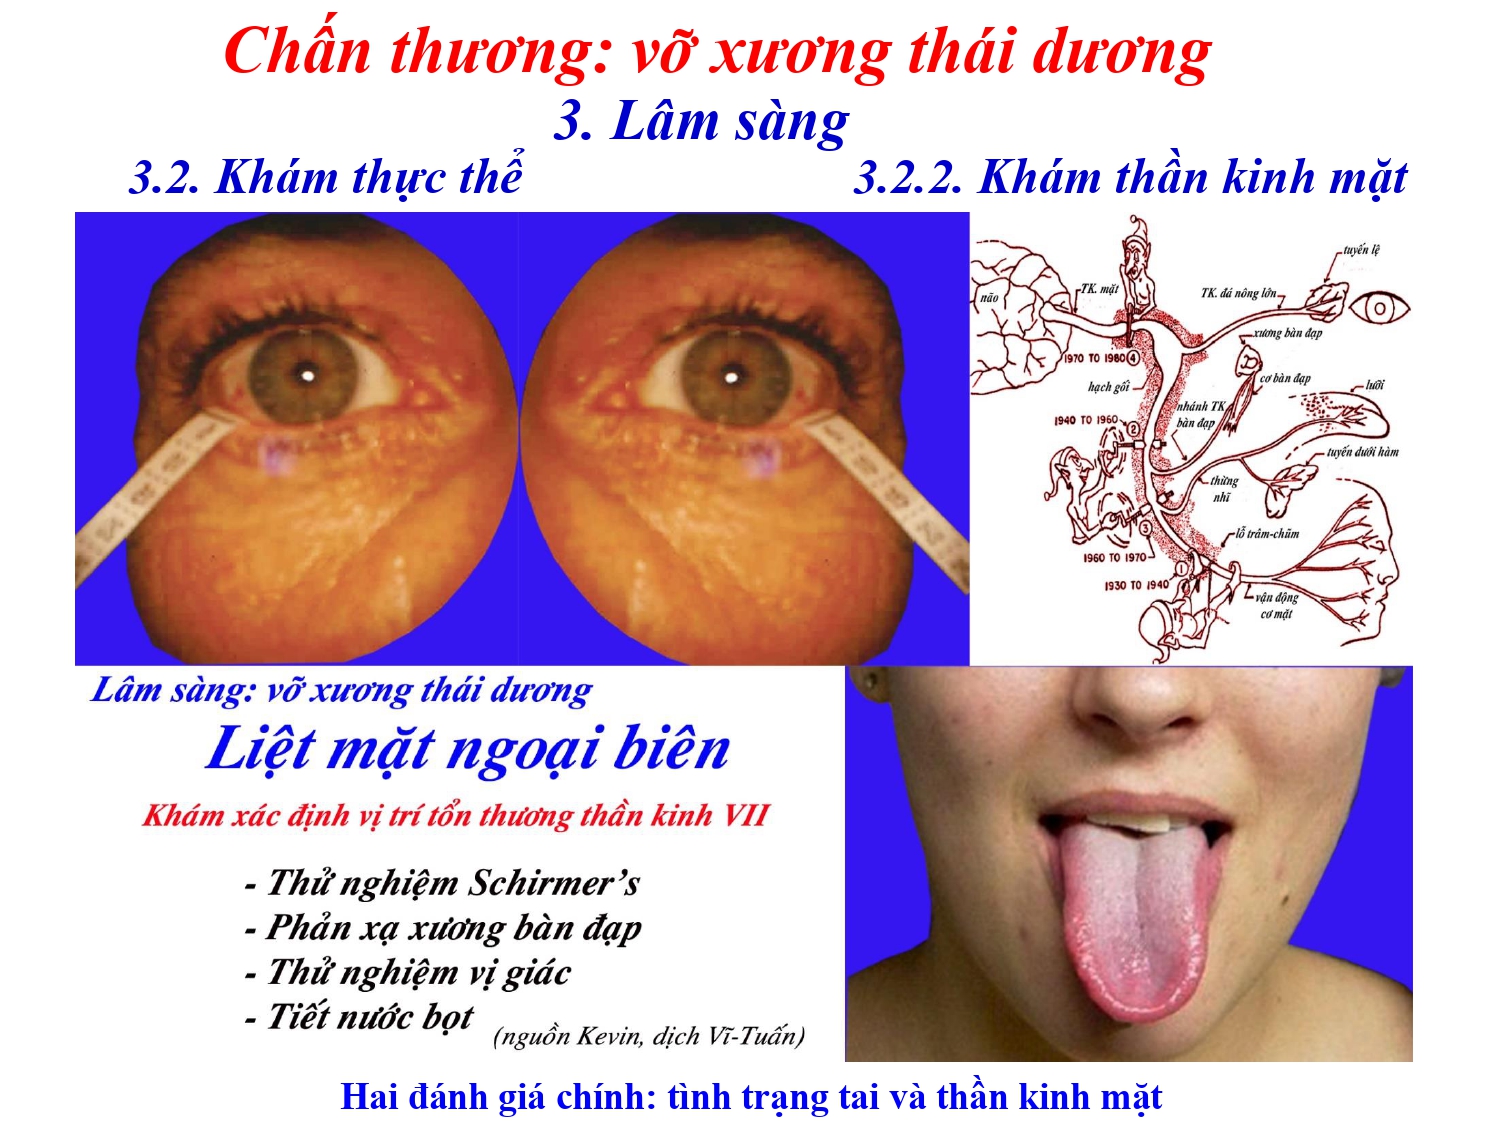 Chấn thương: vỡ xương thái dương
3. Lâm sàng
3.2. Khám thực thể
3.2.2. Khám thần kinh mặt
tuyến lệ
TK. mặt
TK. đá nông lớn
não
xương bàn đạp
1970 TO 1980 4
hạch gối
cơ bàn đạp
lưỡi
nhánh TK
bàn đạp
1940 TO 1960
2
tuyến dưới hàm
thừng
nhĩ
3
lỗ trâm-chũm
1960 TO 1970
1
1930 TO 1940
vận động
cơ mặt
Lâm sàng: vỡ xương thái dương
Liệt mặt ngoại biên
Khám xác định vị trí tổn thương thần kinh VII
- Thử nghiệm Schirmer’s
- Phản xạ xương bàn đạp
- Thử nghiệm vị giác
- Tiết nước bọt
(nguồn Kevin, dịch Vĩ-Tuấn)
Hai đánh giá chính: tình trạng tai và thần kinh mặt